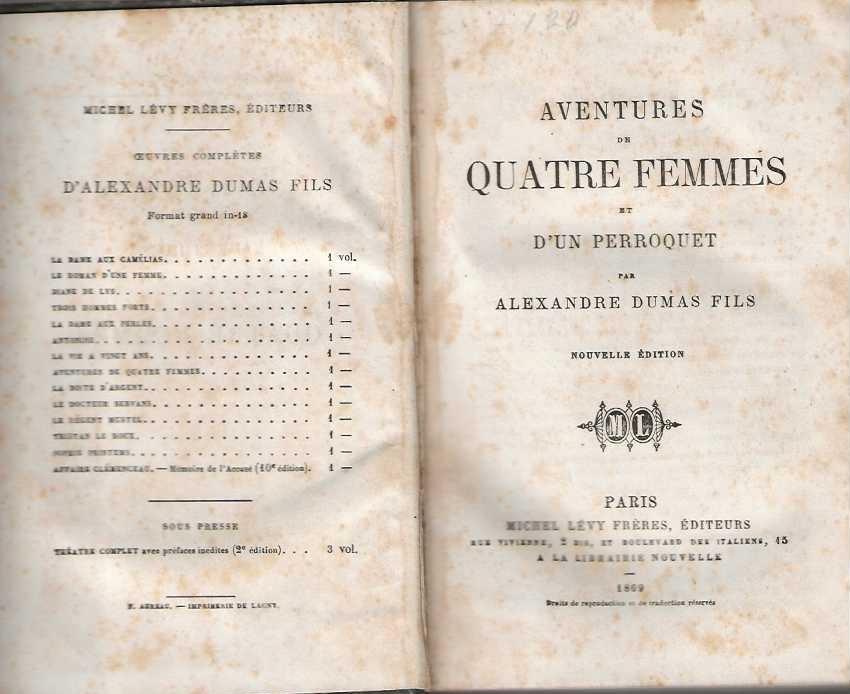 MICHEL LÉVY FRÈRES, ÉDITEURS
ŒUVRES COMPLÈTES
D'ALEXANDRE DUMAS FILS
Format grand in-18
LA DAME AUX CAMÉLIAS. . . . . . . . . . . . . 1 vol.
LE ROMAN D'UNE FEMME. . . . . . . . . . . . . 1 —
DIANE DE LYS. . . . . . . . . . . . . . . . . 1 —
TROIS HOMMES FORTS. . . . . . . . . . . . . . 1 —
LA DAME AUX PERLES. . . . . . . . . . . . . . 1 —
ANTONINE. . . . . . . . . . . . . . . . . . . 1 —
LA VIE A VINGT ANS. . . . . . . . . . . . . . 1 —
AVENTURES DE QUATRE FEMMES. . . . . . . . . . 1 —
LA BOITE D'ARGENT. . . . . . . . . . . . . . 1 —
LE DOCTEUR SERVANS. . . . . . . . . . . . . . 1 —
LE RÉGENT MUSTEL. . . . . . . . . . . . . . . 1 —
TRISTAN LE ROUX. . . . . . . . . . . . . . . 1 —
SOPHIE PRINTEMS. . . . . . . . . . . . . . . 1 —
AFFAIRE CLÉMENCEAU. — Mémoire de l'Accusé (10e édition). 1 —
SOUS PRESSE
THÉATRE COMPLET avec préfaces inédites (2e édition). . . 3 vol.
F. AUREAU. — IMPRIMERIE DE LAGNY.
120
AVENTURES
DE
QUATRE FEMMES
ET
D'UN PERROQUET
PAR
ALEXANDRE DUMAS FILS
NOUVELLE ÉDITION
ML
PARIS
MICHEL LÉVY FRÈRES, ÉDITEURS
RUE VIVIENNE, 2 BIS, ET BOULEVARD DES ITALIENS, 15
A LA LIBRAIRIE NOUVELLE
—
1869
Droits de reproduction et de traduction réservés